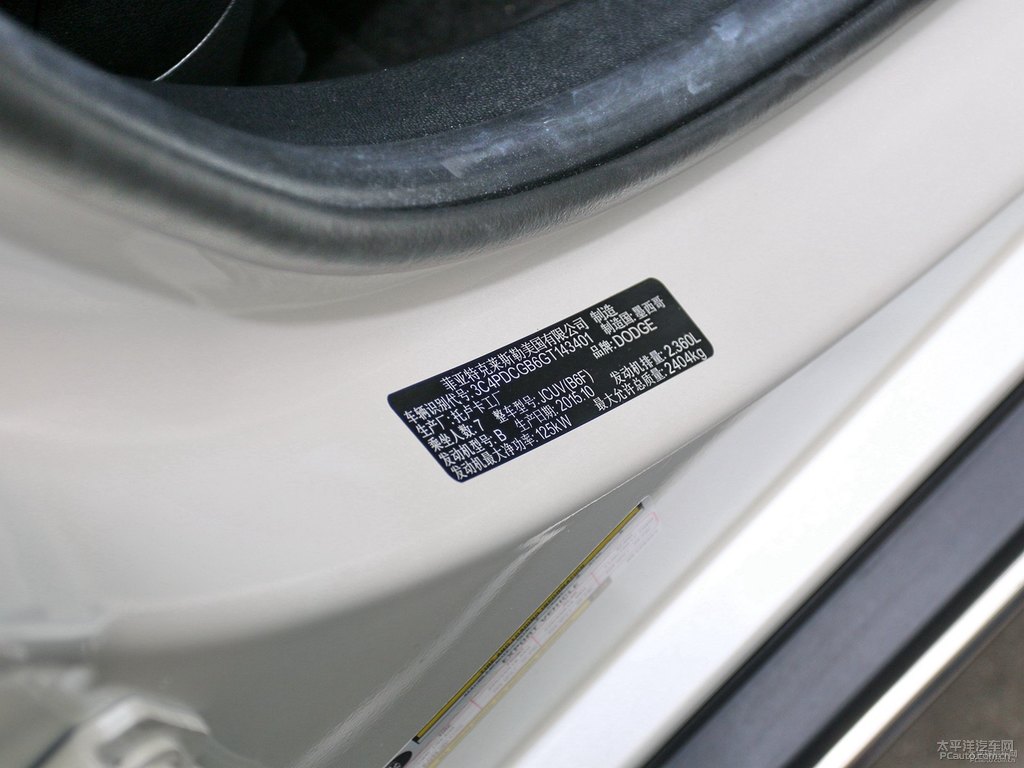 菲亚特克莱斯勒美国有限公司 制造
车辆识别代号:3C4PDCGB6GT143401 制造国:墨西哥
生产厂:托卢卡工厂 品牌:DODGE
乘坐人数:7 整车型号:JCUV(B6F)
发动机型号:B 生产日期:2015.10 发动机排量:2.360L
发动机最大净功率:125kW 最大允许总质量:2404kg
太平洋汽车网
PCauto.com.cn